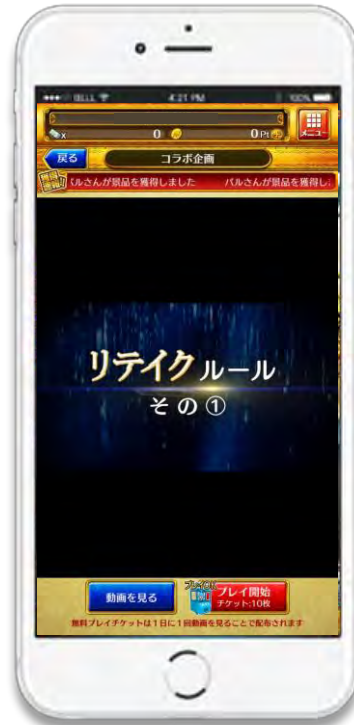 BELL 4:21 PM 100%
x 0 0 Pt
メニュー
戻る コラボ企画
パルさんが景品を獲得しました パルさんが景品を獲得し
リテイクルール
その①
動画を見る プレイ開始
チケット:10枚
無料プレイチケットは1日に1回動画を見ることで配布されます